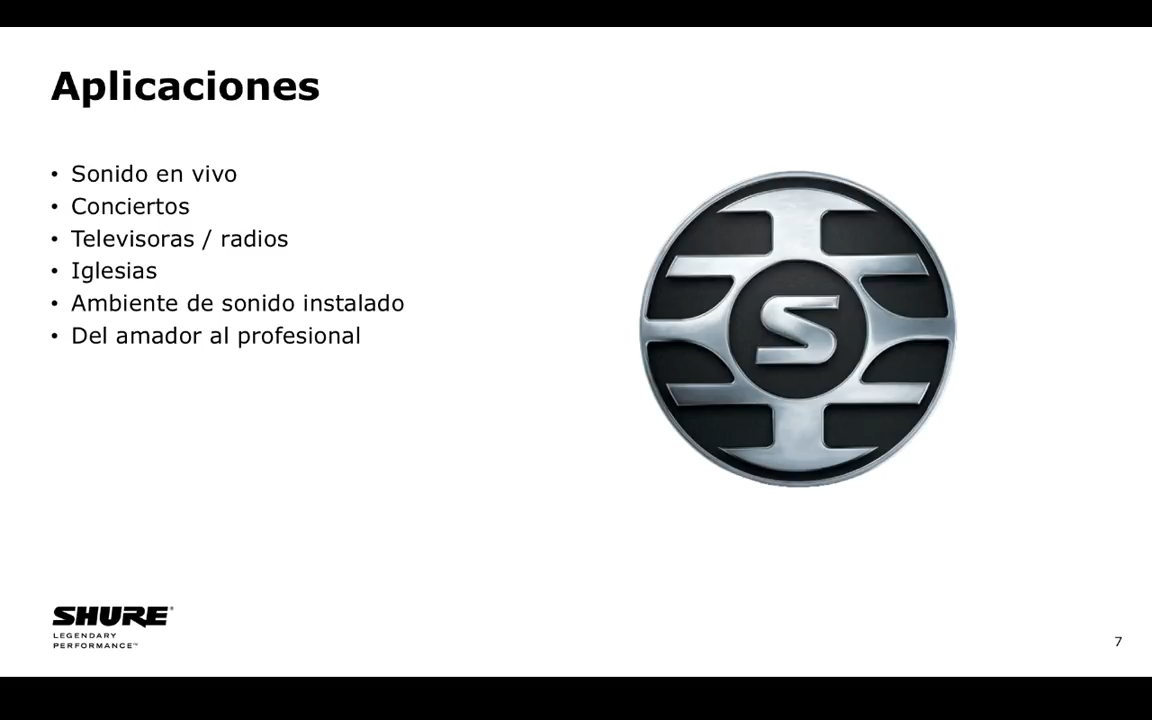 Aplicaciones
• Sonido en vivo
• Conciertos
• Televisoras / radios
• Iglesias
• Ambiente de sonido instalado
• Del amador al profesional
S
SHURE®
LEGENDARY
PERFORMANCE™
7